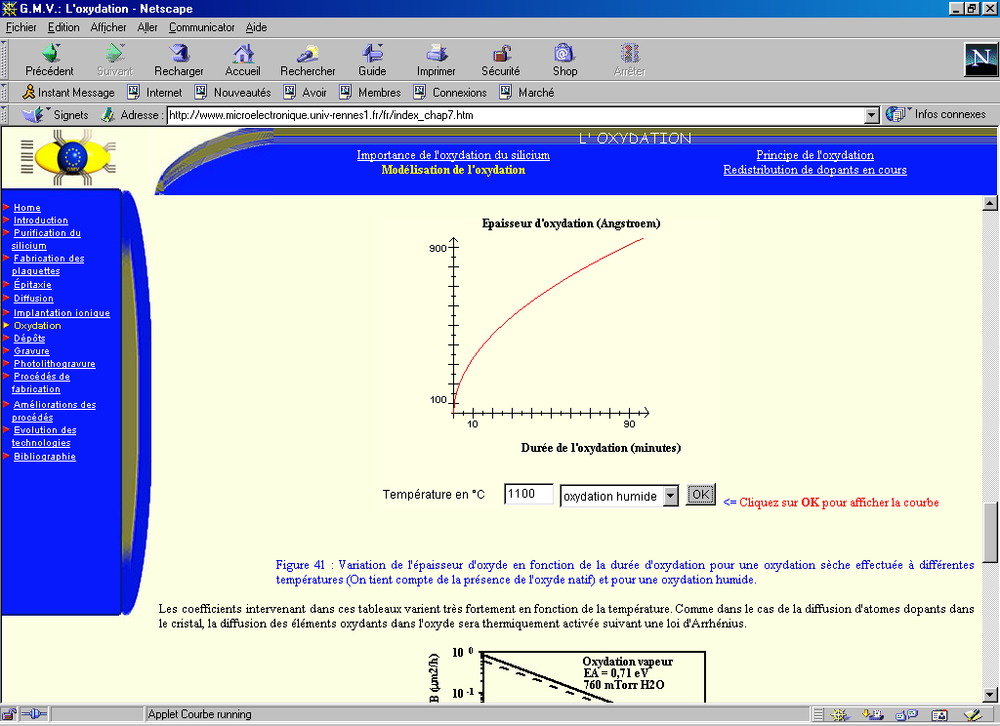 G.M.V.: L'oxydation - Netscape
Fichier Edition Afficher Aller Communicator Aide
Précédent Suivant Recharger Accueil Rechercher Guide Imprimer Sécurité Shop Arrêter
N
Instant Message Internet Nouveautés Avoir Membres Connexions Marché
Signets Adresse : http://www.microelectronique.univ-rennes1.fr/fr/index_chap7.htm Infos connexes
GMV
L'OXYDATION
Importance de l'oxydation du silicium Principe de l'oxydation
Modélisation de l'oxydation Redistribution de dopants en cours
Home
Introduction
Purification du
silicium
Fabrication des
plaquettes
Épitaxie
Diffusion
Implantation ionique
Oxydation
Dépôts
Gravure
Photolithogravure
Procédés de
fabrication
Améliorations des
procédés
Evolution des
technologies
Bibliographie
Epaisseur d'oxydation (Angstroem)
900
100
10 90
Durée de l'oxydation (minutes)
Température en °C 1100 oxydation humide OK <= Cliquez sur OK pour afficher la courbe
Figure 41 : Variation de l'épaisseur d'oxyde en fonction de la durée d'oxydation pour une oxydation sèche effectuée à différentes
températures (On tient compte de la présence de l'oxyde natif) et pour une oxydation humide.
Les coefficients intervenant dans ces tableaux varient très fortement en fonction de la température. Comme dans le cas de la diffusion d'atomes dopants dans
le cristal, la diffusion des éléments oxydants dans l'oxyde sera thermiquement activée suivant une loi d'Arrhénius.
10 0
10 -1
B (µm2/h)
Oxydation vapeur
EA = 0,71 eV
760 mTorr H2O
Applet Courbe running